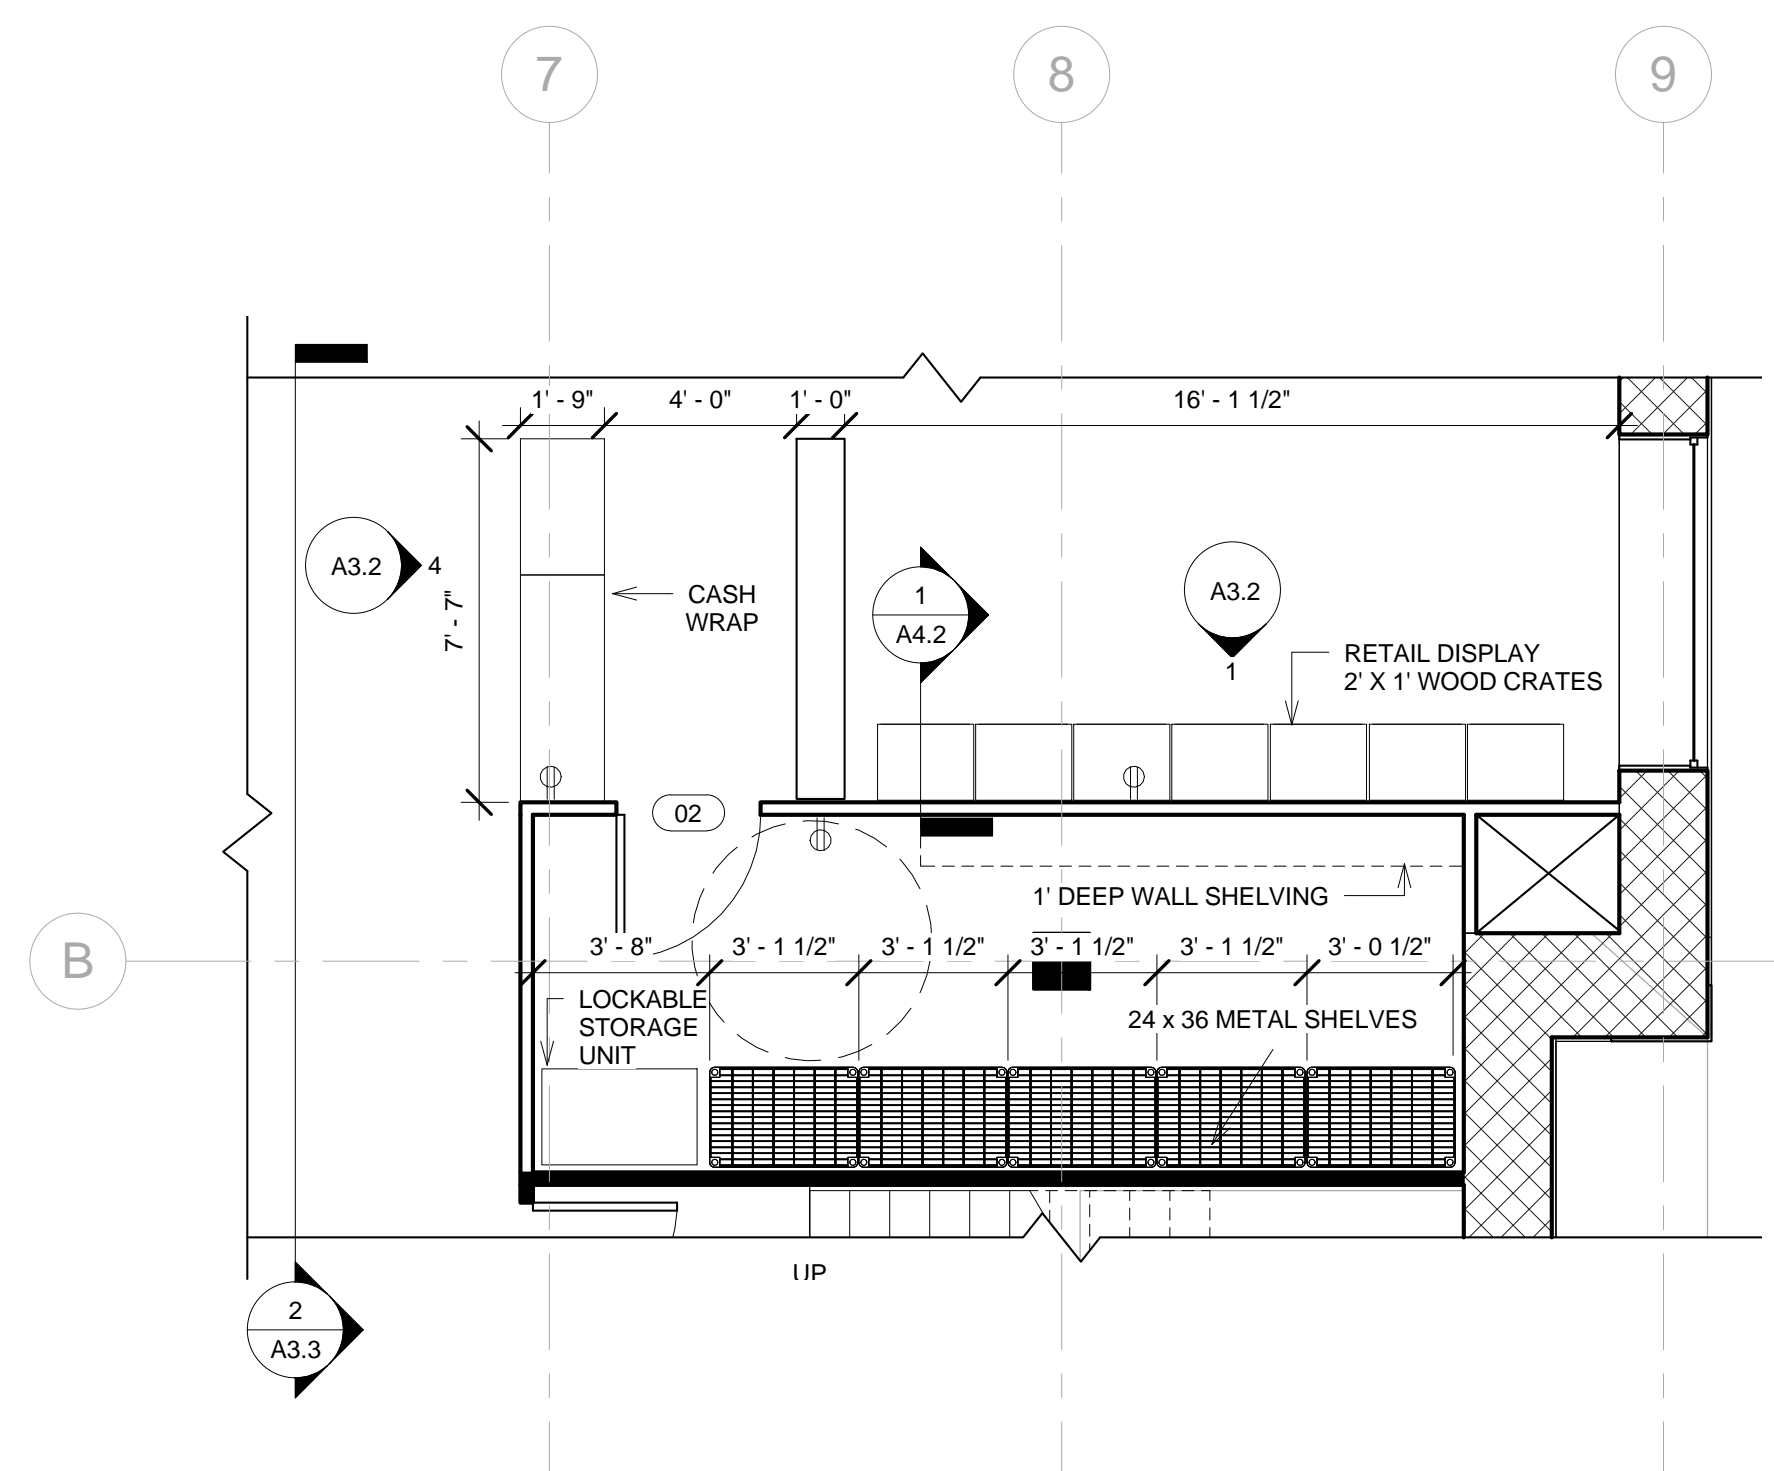 7
8
9
1' - 9"
4' - 0"
1' - 0"
16' - 1 1/2"
A3.2
4
7' - 7"
CASH
WRAP
1
A4.2
A3.2
1
RETAIL DISPLAY
2' X 1' WOOD CRATES
02
1' DEEP WALL SHELVING
B
3' - 8"
3' - 1 1/2"
3' - 1 1/2"
3' - 1 1/2"
3' - 1 1/2"
3' - 0 1/2"
LOCKABLE
STORAGE
UNIT
24 x 36 METAL SHELVES
UP
2
A3.3